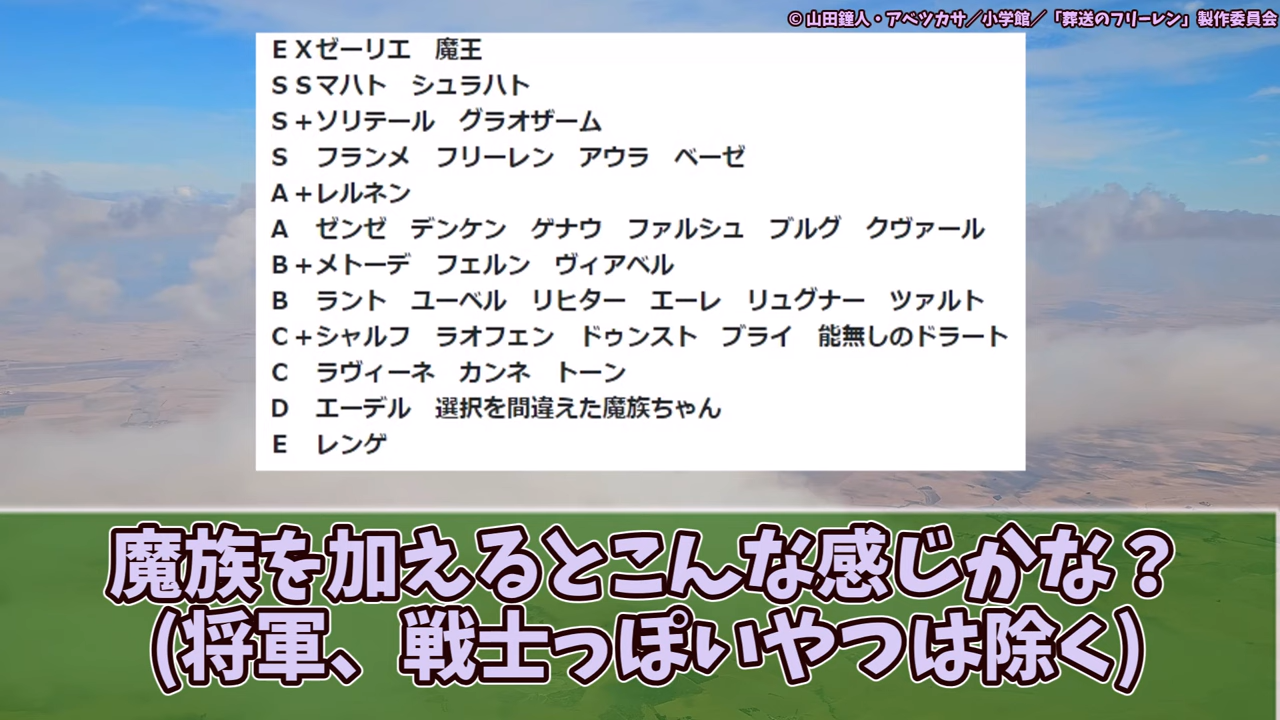 © 山田鐘人・アベツカサ／小学館／「葬送のフリーレン」製作委員会
ＥＸゼーリエ　魔王
ＳＳマハト　シュラハト
Ｓ＋ソリテール　グラオザーム
Ｓ　フランメ　フリーレン　アウラ　ベーゼ
Ａ＋レルネン
Ａ　ゼンゼ　デンケン　ゲナウ　ファルシュ　ブルグ　クヴァール
Ｂ＋メトーデ　フェルン　ヴィアベル
Ｂ　ラント　ユーベル　リヒター　エーレ　リュグナー　ツァルト
Ｃ＋シャルフ　ラオフェン　ドゥンスト　ブライ　能無しのドラート
Ｃ　ラヴィーネ　カンネ　トーン
Ｄ　エーデル　選択を間違えた魔族ちゃん
Ｅ　レンゲ
魔族を加えるとこんな感じかな？
(将軍、戦士っぽいやつは除く)